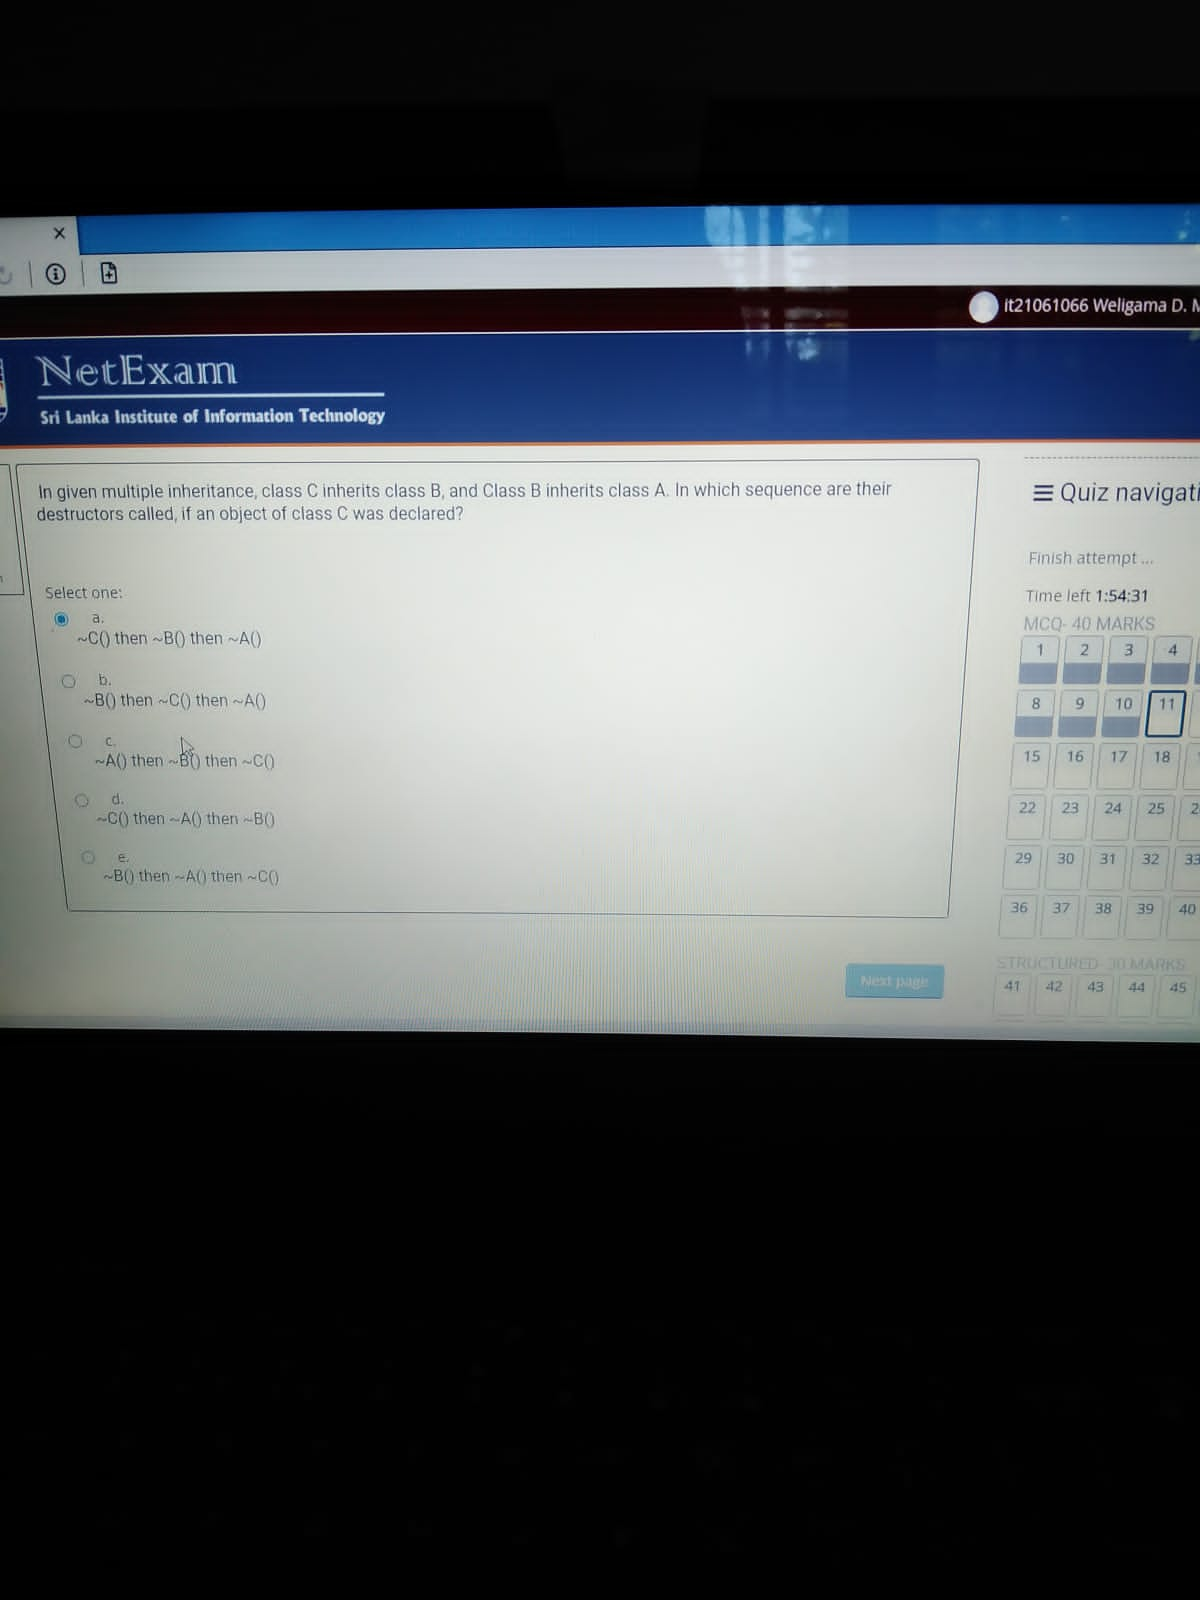 it21061066 Weligama D. M
NetExam
Sri Lanka Institute of Information Technology
In given multiple inheritance, class C inherits class B, and Class B inherits class A. In which sequence are their
destructors called, if an object of class C was declared?
Select one:
a.
~C() then ~B() then ~A()
b.
~B() then ~C() then ~A()
c.
~A() then ~B() then ~C()
d.
~C() then ~A() then ~B()
e.
~B() then ~A() then ~C()
Next page
Quiz navigati
Finish attempt ...
Time left 1:54:31
MCQ- 40 MARKS
1 2 3 4
8 9 10 11
15 16 17 18
22 23 24 25 2
29 30 31 32 33
36 37 38 39 40
STRUCTURED- 30 MARKS
41 42 43 44 45